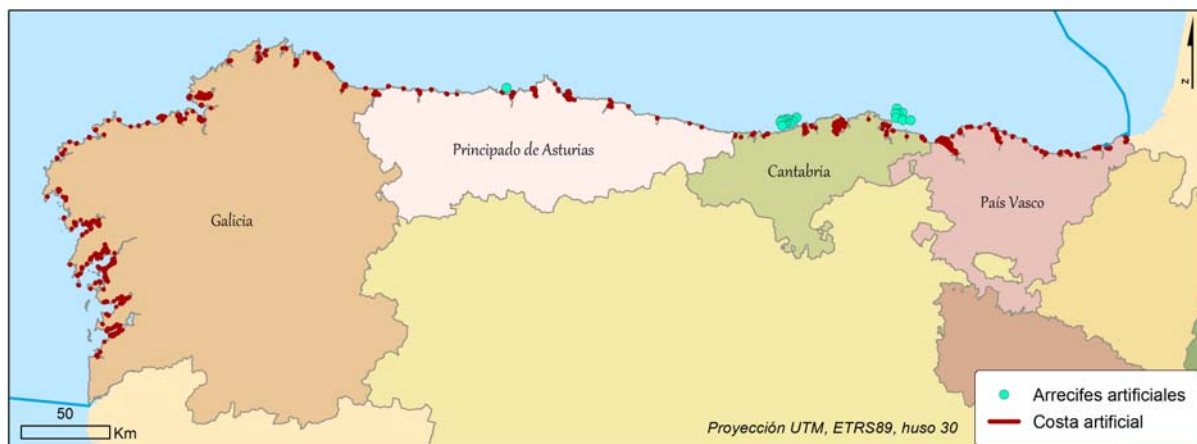 z
Principado de Asturias
Cantabria
País Vasco
Galicia
Arrecifes artificiales
Costa artificial
50
Km
Proyección UTM, ETRS89, huso 30